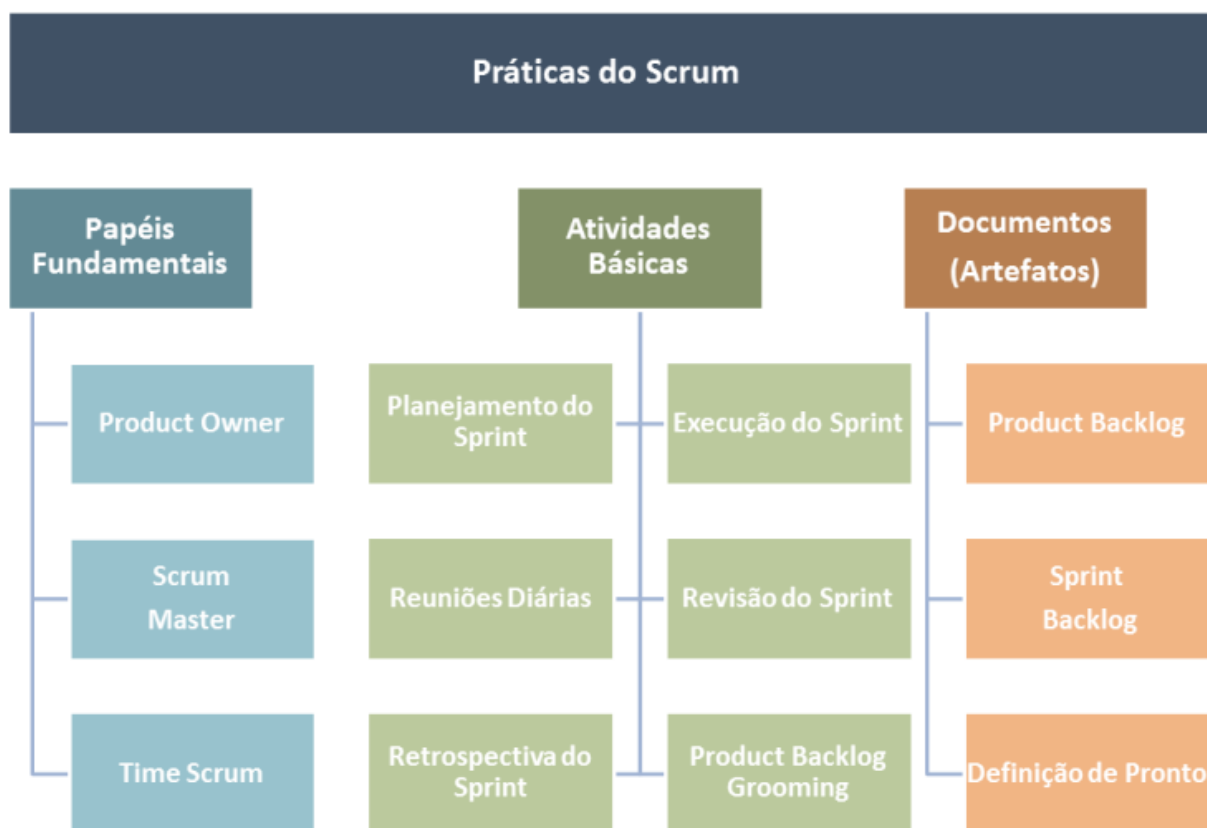 Práticas do Scrum
Papéis
Fundamentais
Atividades
Básicas
Documentos
(Artefatos)
Product Owner
Planejamento do
Sprint
Execução do Sprint
Product Backlog
Scrum
Master
Reuniões Diárias
Revisão do Sprint
Sprint
Backlog
Time Scrum
Retrospectiva do
Sprint
Product Backlog
Grooming
Definição de Pronto